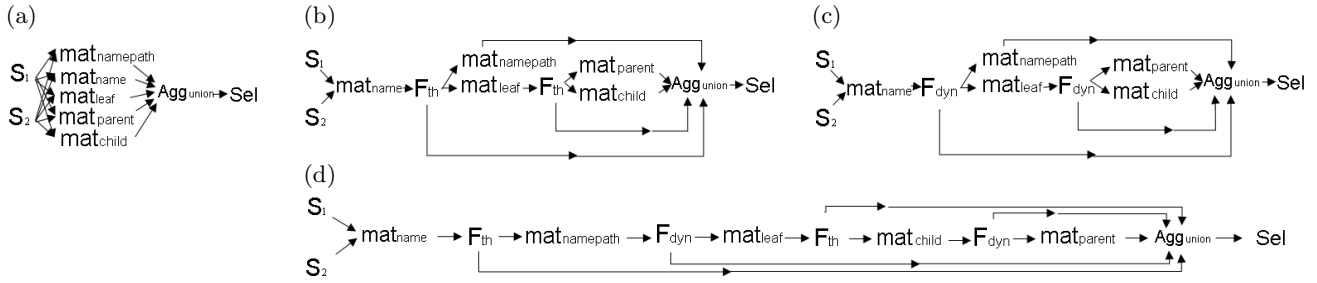 (a)
S1
S2
matnamepath
matname
matleaf
matparent
matchild
Aggunion
Sel
(b)
S1
S2
matname
Fth
matnamepath
matleaf
Fth
matparent
matchild
Aggunion
Sel
(c)
S1
S2
matname
Fdyn
matnamepath
matleaf
Fdyn
matparent
matchild
Aggunion
Sel
(d)
S1
S2
matname
Fth
matnamepath
Fdyn
matleaf
Fth
matchild
Fdyn
matparent
Aggunion
Sel